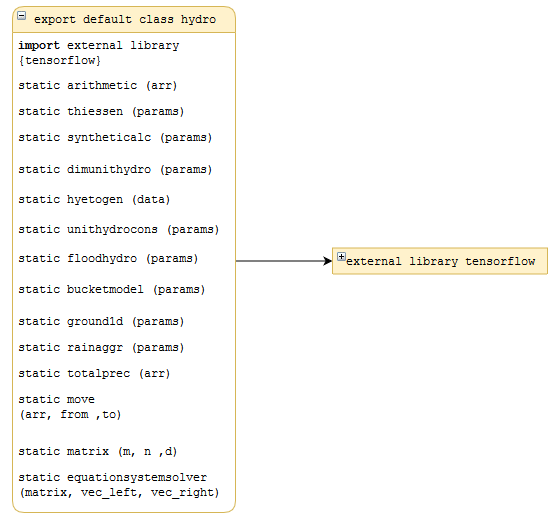 export default class hydro
import external library
{tensorflow}
static arithmetic (arr)
static thiessen (params)
static syntheticalc (params)
static dimunithydro (params)
static hyetogen (data)
static unithydrocons (params)
static floodhydro (params)
static bucketmodel (params)
static ground1d (params)
static rainaggr (params)
static totalprec (arr)
static move
(arr, from ,to)
static matrix (m, n ,d)
static equationsystemsolver
(matrix, vec_left, vec_right)
external library tensorflow